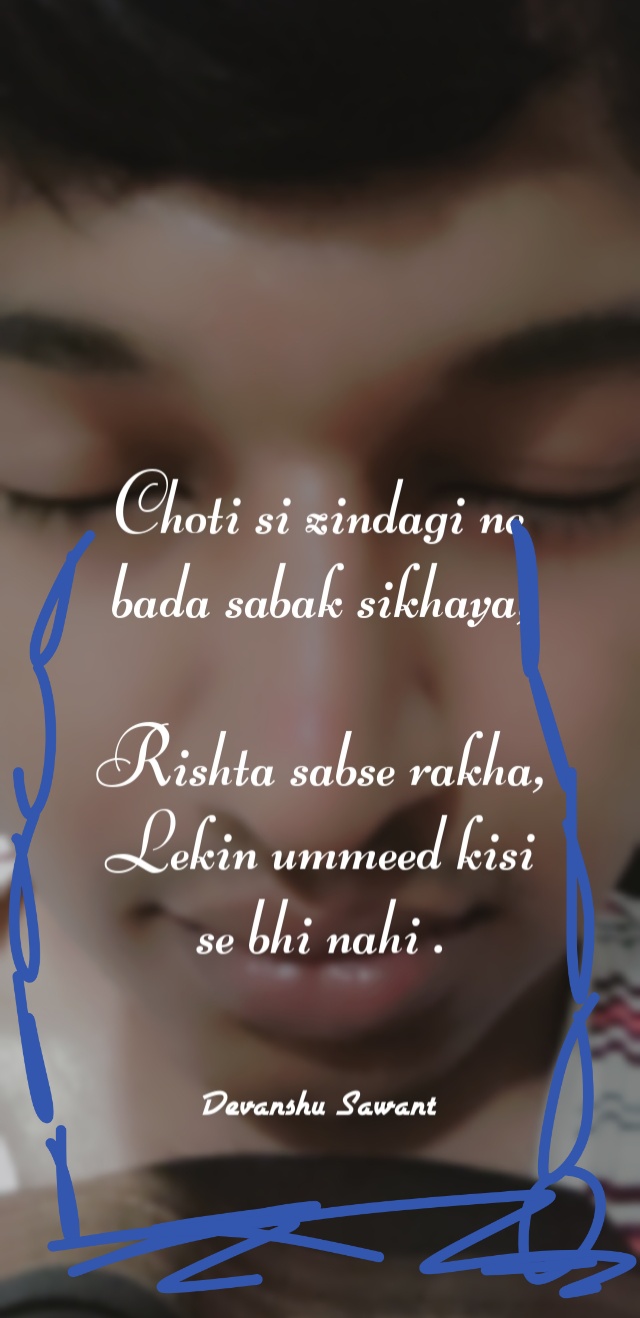 Choti si zindagi ne
bada sabak sikhaya,
Rishta sabse rakha,
Lekin ummeed kisi
se bhi nahi .
Devanshu Sawant